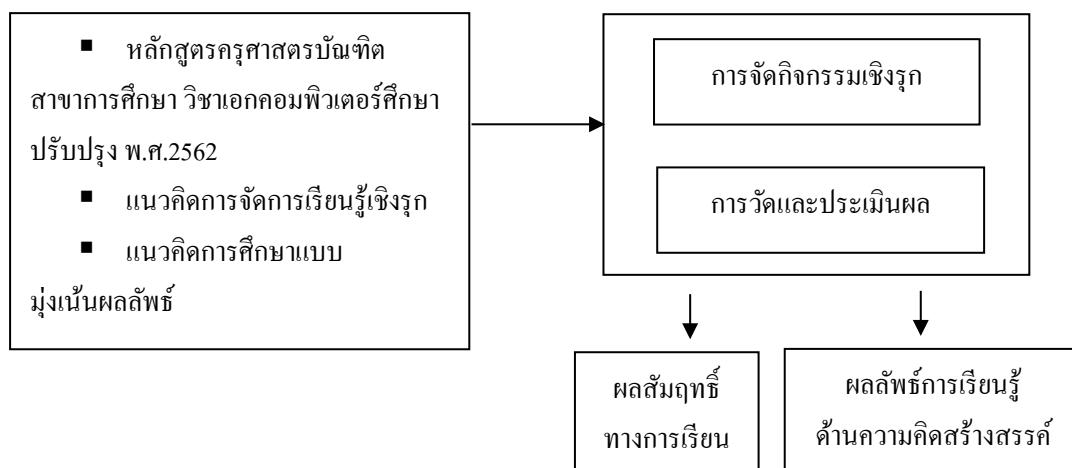 ▪ หลักสูตรครุศาสตรบัณฑิต
สาขาการศึกษา วิชาเอกคอมพิวเตอร์ศึกษา
ปรับปรุง พ.ศ.2562
▪ แนวคิดการจัดการเรียนรู้เชิงรุก
▪ แนวคิดการศึกษาแบบ
มุ่งเน้นผลลัพธ์
การจัดกิจกรรมเชิงรุก
การวัดและประเมินผล
ผลสัมฤทธิ์
ทางการเรียน
ผลลัพธ์การเรียนรู้
ด้านความคิดสร้างสรรค์